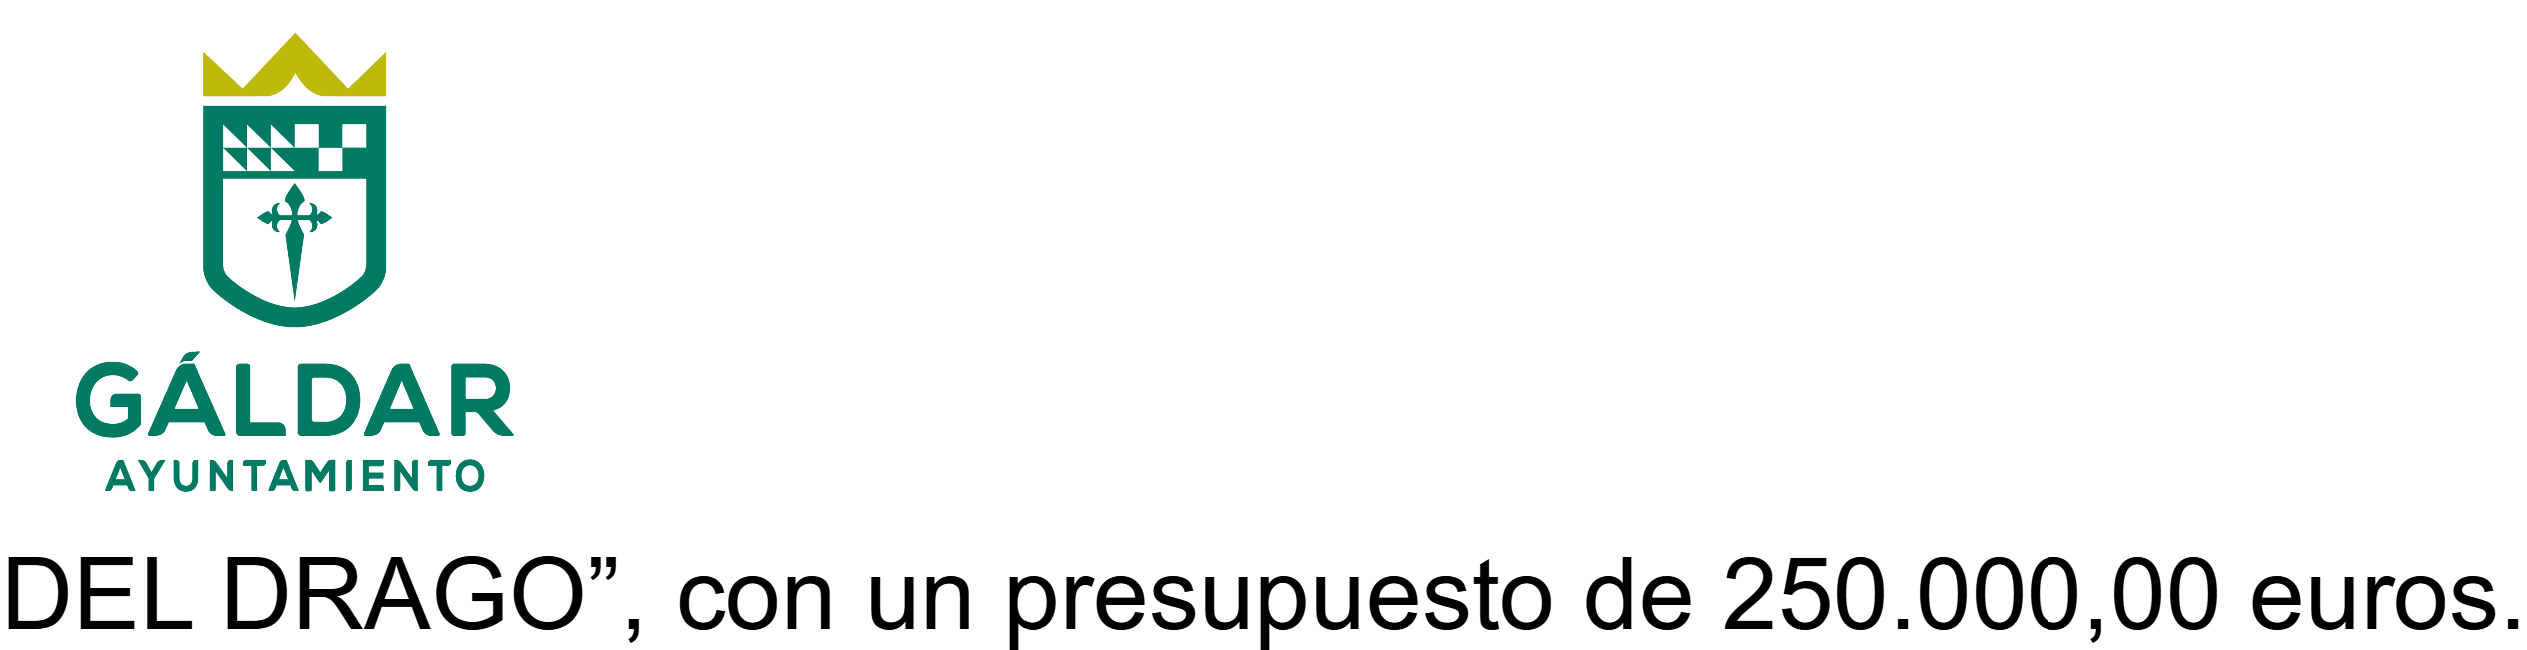 GÁLDAR
AYUNTAMIENTO
DEL DRAGO”, con un presupuesto de 250.000,00 euros.